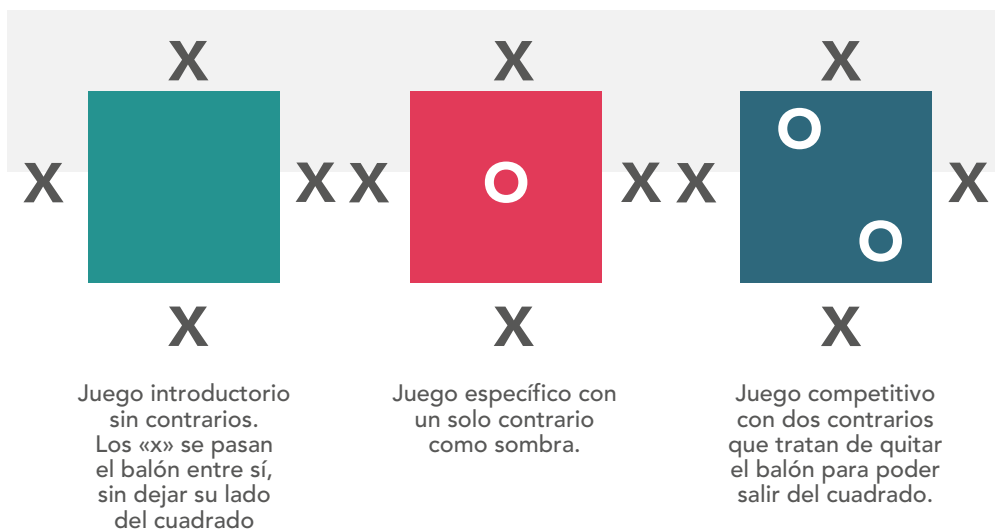 X X X
O
X X X X X X
O
X X X
Juego introductorio
sin contrarios.
Los «x» se pasan
el balón entre sí,
sin dejar su lado
del cuadrado
Juego específico con
un solo contrario
como sombra.
Juego competitivo
con dos contrarios
que tratan de quitar
el balón para poder
salir del cuadrado.